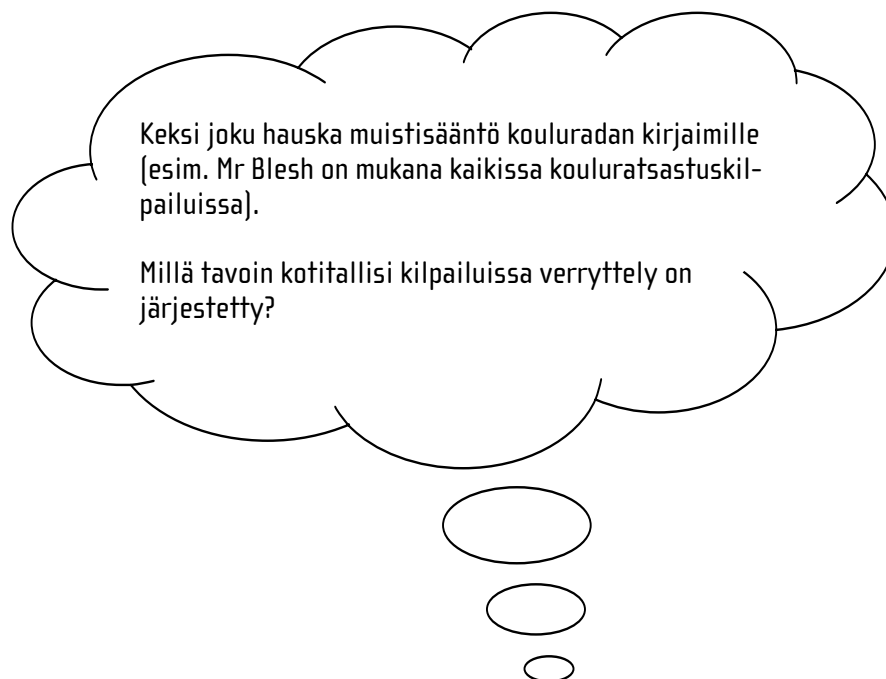 Keksi joku hauska muistisääntö kouluradan kirjaimille
(esim. Mr Blesh on mukana kaikissa kouluratsastuskil-
pailuissa).
Millä tavoin kotitallisi kilpailuissa verryttely on
järjestetty?